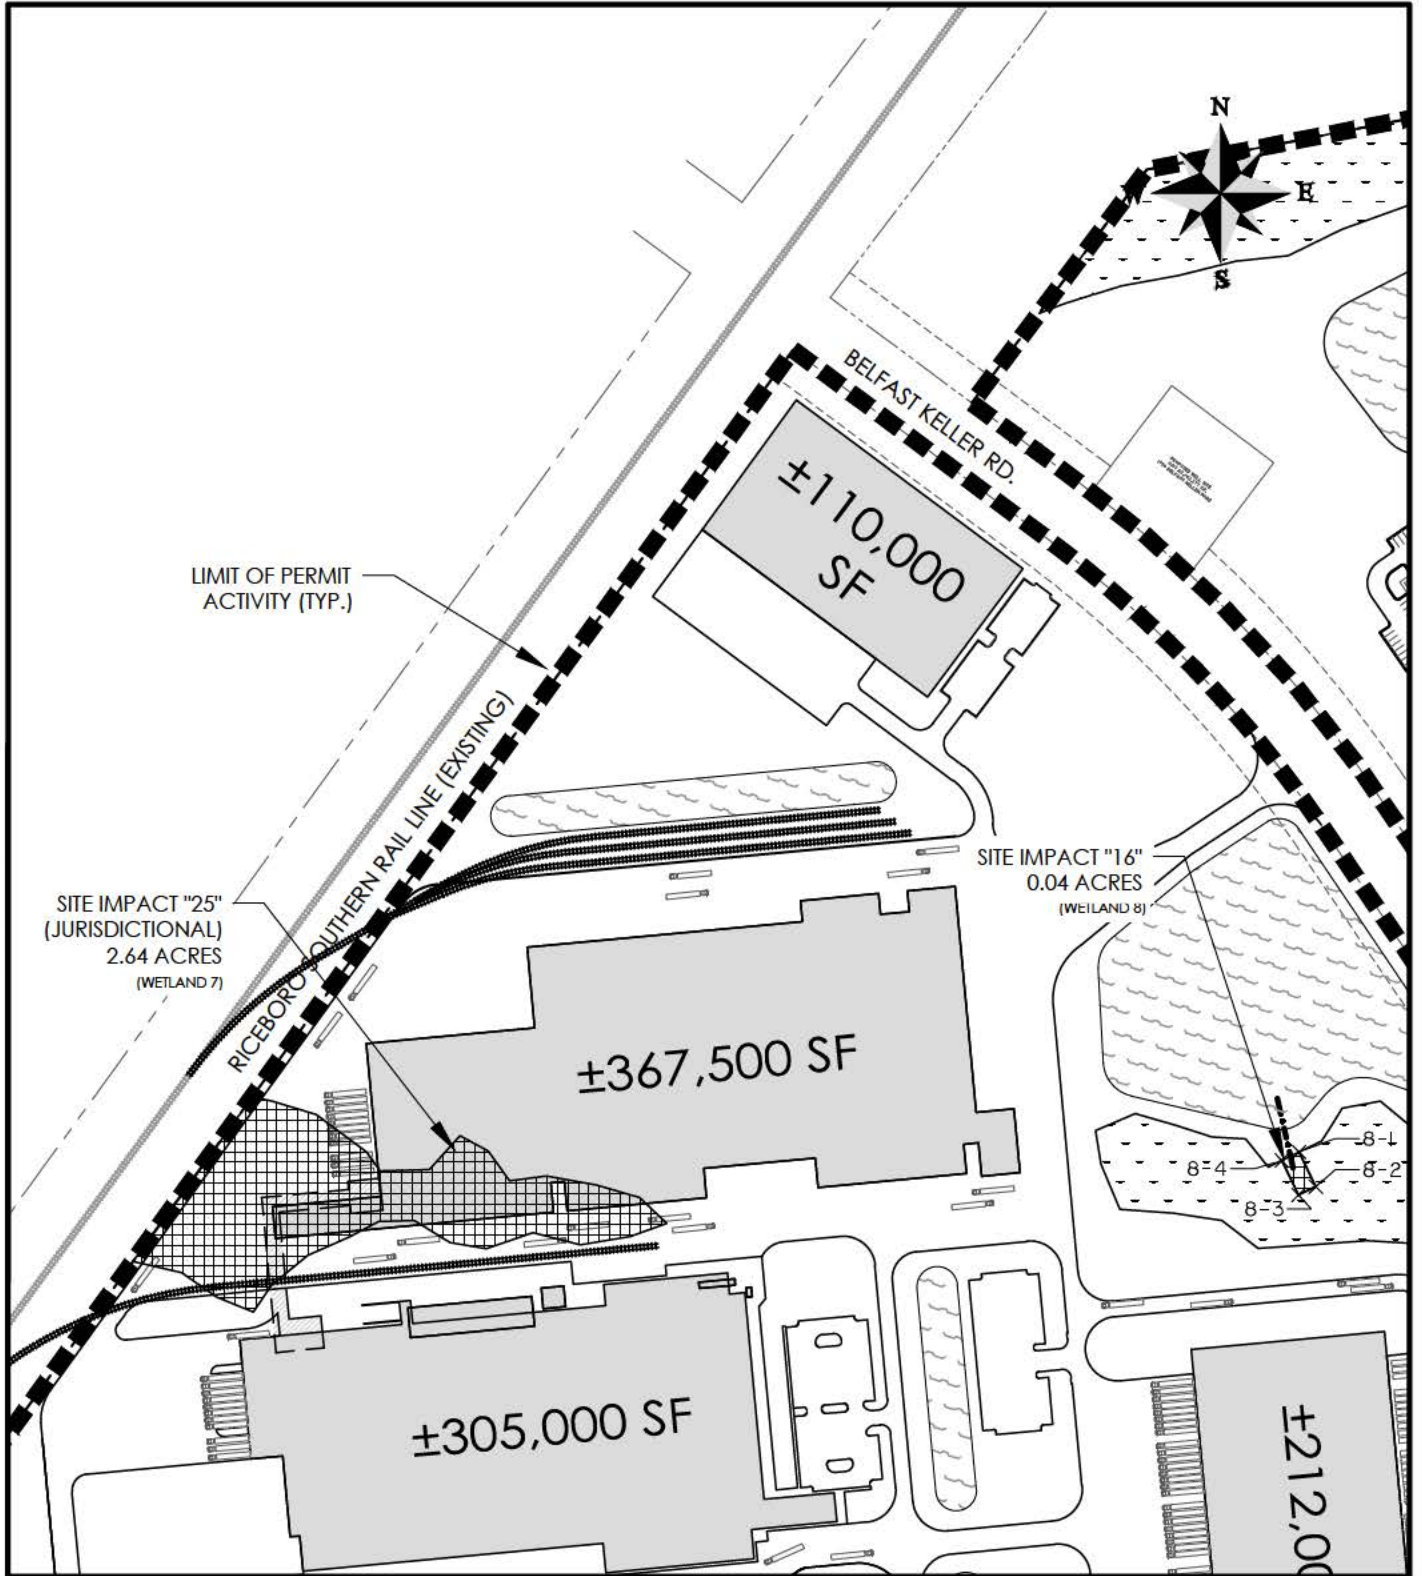 N
E
S
BELFAST KELLER RD.
±110,000
SF
LIMIT OF PERMIT
ACTIVITY (TYP.)
RICEBORO SOUTHERN RAIL LINE (EXISTING)
SITE IMPACT "16"
0.04 ACRES
(WETLAND 8)
SITE IMPACT "25"
(JURISDICTIONAL)
2.64 ACRES
(WETLAND 7)
±367,500 SF
8-1
8-4
8-2
8-3
±305,000 SF
±212,00